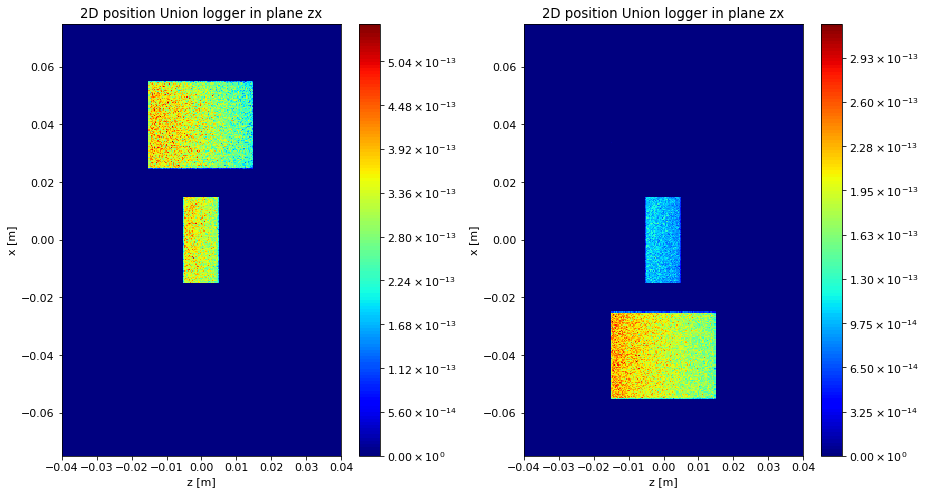 2D position Union logger in plane zx
x [m]
0.06
0.04
0.02
0.00
−0.02
−0.04
−0.06
−0.04 −0.03 −0.02 −0.01 0.00 0.01 0.02 0.03 0.04
z [m]
5.04 × 10⁻¹³
4.48 × 10⁻¹³
3.92 × 10⁻¹³
3.36 × 10⁻¹³
2.80 × 10⁻¹³
2.24 × 10⁻¹³
1.68 × 10⁻¹³
1.12 × 10⁻¹³
5.60 × 10⁻¹⁴
0.00 × 10⁰
2D position Union logger in plane zx
x [m]
0.06
0.04
0.02
0.00
−0.02
−0.04
−0.06
−0.04 −0.03 −0.02 −0.01 0.00 0.01 0.02 0.03 0.04
z [m]
2.93 × 10⁻¹³
2.60 × 10⁻¹³
2.28 × 10⁻¹³
1.95 × 10⁻¹³
1.63 × 10⁻¹³
1.30 × 10⁻¹³
9.75 × 10⁻¹⁴
6.50 × 10⁻¹⁴
3.25 × 10⁻¹⁴
0.00 × 10⁰